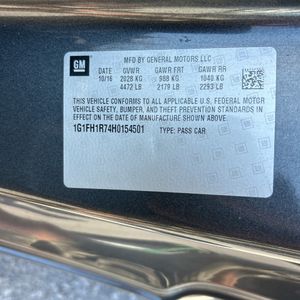 GM
MFD BY GENERAL MOTORS LLC
DATE GVWR GAWR FRT GAWR RR
10/16 2028 KG 988 KG 1040 KG
4472 LB 2179 LB 2293 LB
THIS VEHICLE CONFORMS TO ALL APPLICABLE U.S. FEDERAL MOTOR
VEHICLE SAFETY, BUMPER, AND THEFT PREVENTION STANDARDS
IN EFFECT ON THE DATE OF MANUFACTURE SHOWN ABOVE.
1G1FH1R74H0154501 TYPE: PASS CAR